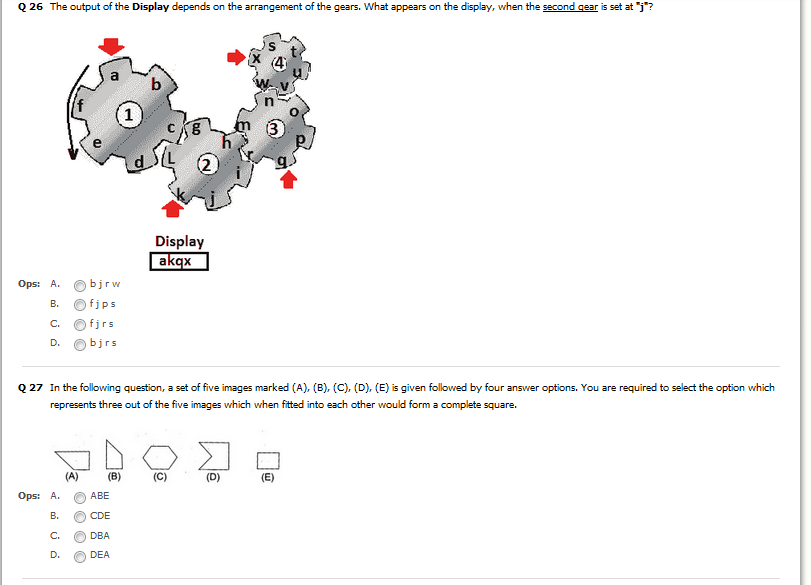 Q 26 The output of the Display depends on the arrangement of the gears. What appears on the display, when the second gear is set at "j"?
a
b
c
d
e
f
1
g
h
i
j
k
L
2
m
n
o
p
q
r
3
s
t
u
v
w
x
4
Display
akqx
Ops: A. b j r w
B. f j p s
C. f j r s
D. b j r s
Q 27 In the following question, a set of five images marked (A), (B), (C), (D), (E) is given followed by four answer options. You are required to select the option which
represents three out of the five images which when fitted into each other would form a complete square.
(A) (B) (C) (D) (E)
Ops: A. ABE
B. CDE
C. DBA
D. DEA